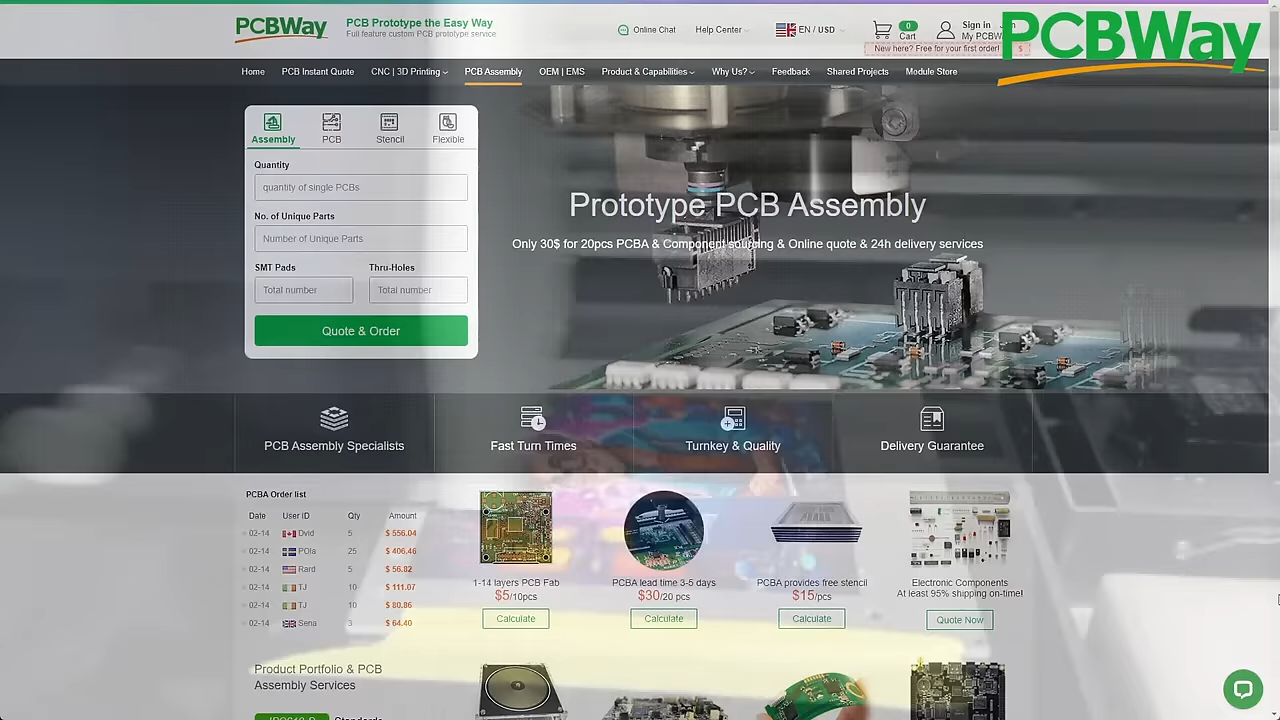 PCBWay
PCB Prototype the Easy Way
Full feature custom PCB prototype service
Online Chat
Help Center
EN / USD
0
Cart
Sign in
My PCBW
New here? Free for your first order!
$
PCBWay
Home
PCB Instant Quote
CNC | 3D Printing
PCB Assembly
OEM | EMS
Product & Capabilities
Why Us?
Feedback
Shared Projects
Module Store
Assembly
PCB
Stencil
Flexible
Quantity
quantity of single PCBs
No. of Unique Parts
Number of Unique Parts
SMT Pads
Thru-Holes
Total number
Total number
Quote & Order
Prototype PCB Assembly
Only 30$ for 20pcs PCBA & Component sourcing & Online quote & 24h delivery services
PCB Assembly Specialists
Fast Turn Times
Turnkey & Quality
Delivery Guarantee
PCBA Order list
Date User ID Qty Amount
02-14 Dvid 5 $ 556.04
02-14 POla 25 $ 406.46
02-14 Rard 5 $ 56.82
02-14 TJ 10 $ 111.07
02-14 TJ 10 $ 80.86
02-14 Sena 3 $ 64.40
1-14 layers PCB Fab
$5/10pcs
Calculate
PCBA lead time 3-5 days
$30/20 pcs
Calculate
PCBA provides free stencil
$15/pcs
Calculate
Electronic Components
At least 95% shipping on-time!
Quote Now
Product Portfolio & PCB
Assembly Services